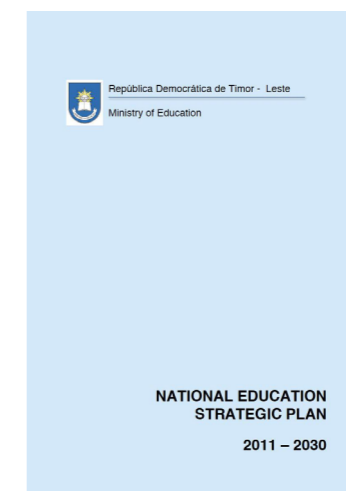 República Democrática de Timor - Leste
Ministry of Education
NATIONAL EDUCATION
STRATEGIC PLAN
2011 – 2030